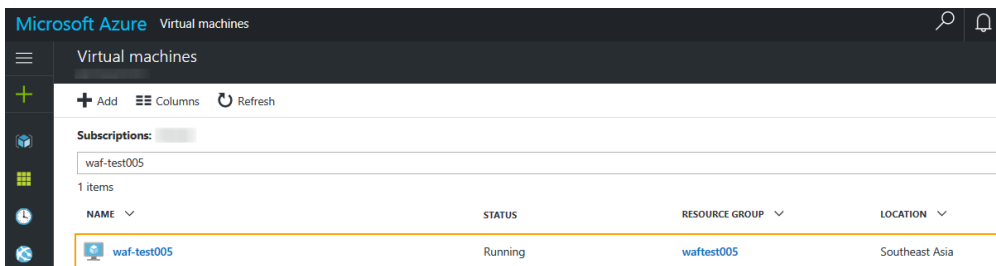 Microsoft Azure Virtual machines
Virtual machines
Add Columns Refresh
Subscriptions:
waf-test005
1 items
NAME STATUS RESOURCE GROUP LOCATION
waf-test005 Running waftest005 Southeast Asia